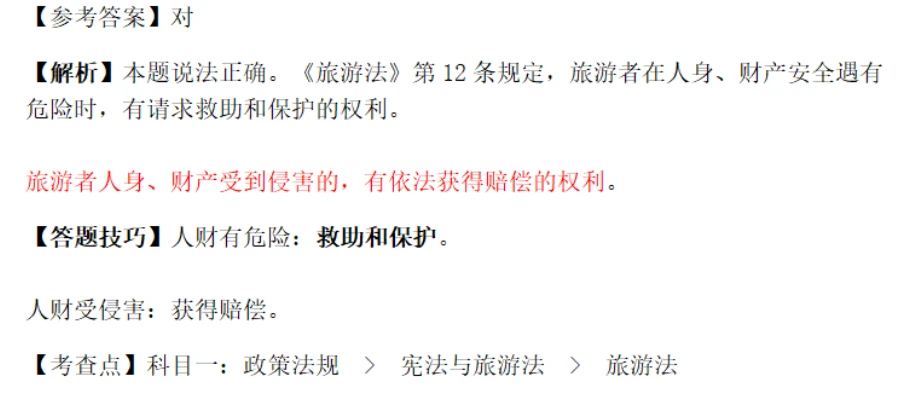 【参考答案】对
【解析】本题说法正确。《旅游法》第 12 条规定，旅游者在人身、财产安全遇有
危险时，有请求救助和保护的权利。
旅游者人身、财产受到侵害的，有依法获得赔偿的权利。
【答题技巧】人财有危险：救助和保护。
人财受侵害：获得赔偿。
【考查点】科目一：政策法规 > 宪法与旅游法 > 旅游法